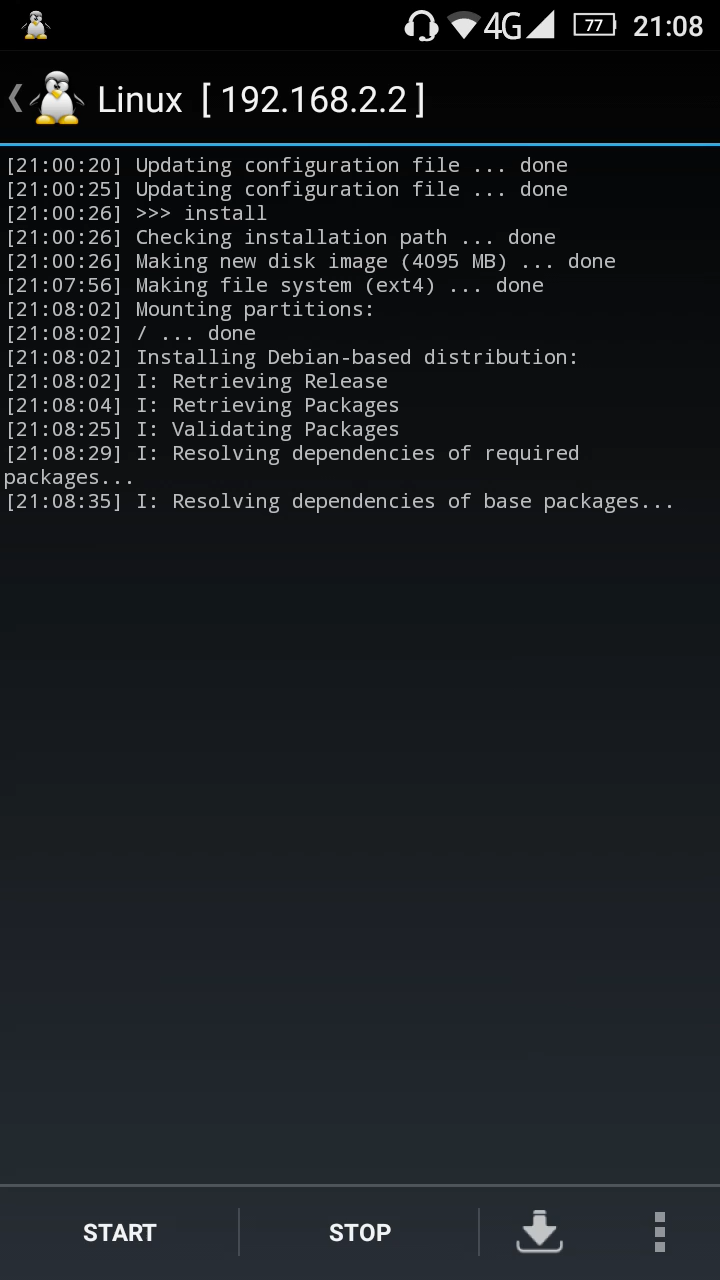 4G 77 21:08
Linux [ 192.168.2.2 ]
[21:00:20] Updating configuration file ... done
[21:00:25] Updating configuration file ... done
[21:00:26] >>> install
[21:00:26] Checking installation path ... done
[21:00:26] Making new disk image (4095 MB) ... done
[21:07:56] Making file system (ext4) ... done
[21:08:02] Mounting partitions:
[21:08:02] / ... done
[21:08:02] Installing Debian-based distribution:
[21:08:02] I: Retrieving Release
[21:08:04] I: Retrieving Packages
[21:08:25] I: Validating Packages
[21:08:29] I: Resolving dependencies of required
packages...
[21:08:35] I: Resolving dependencies of base packages...
START STOP